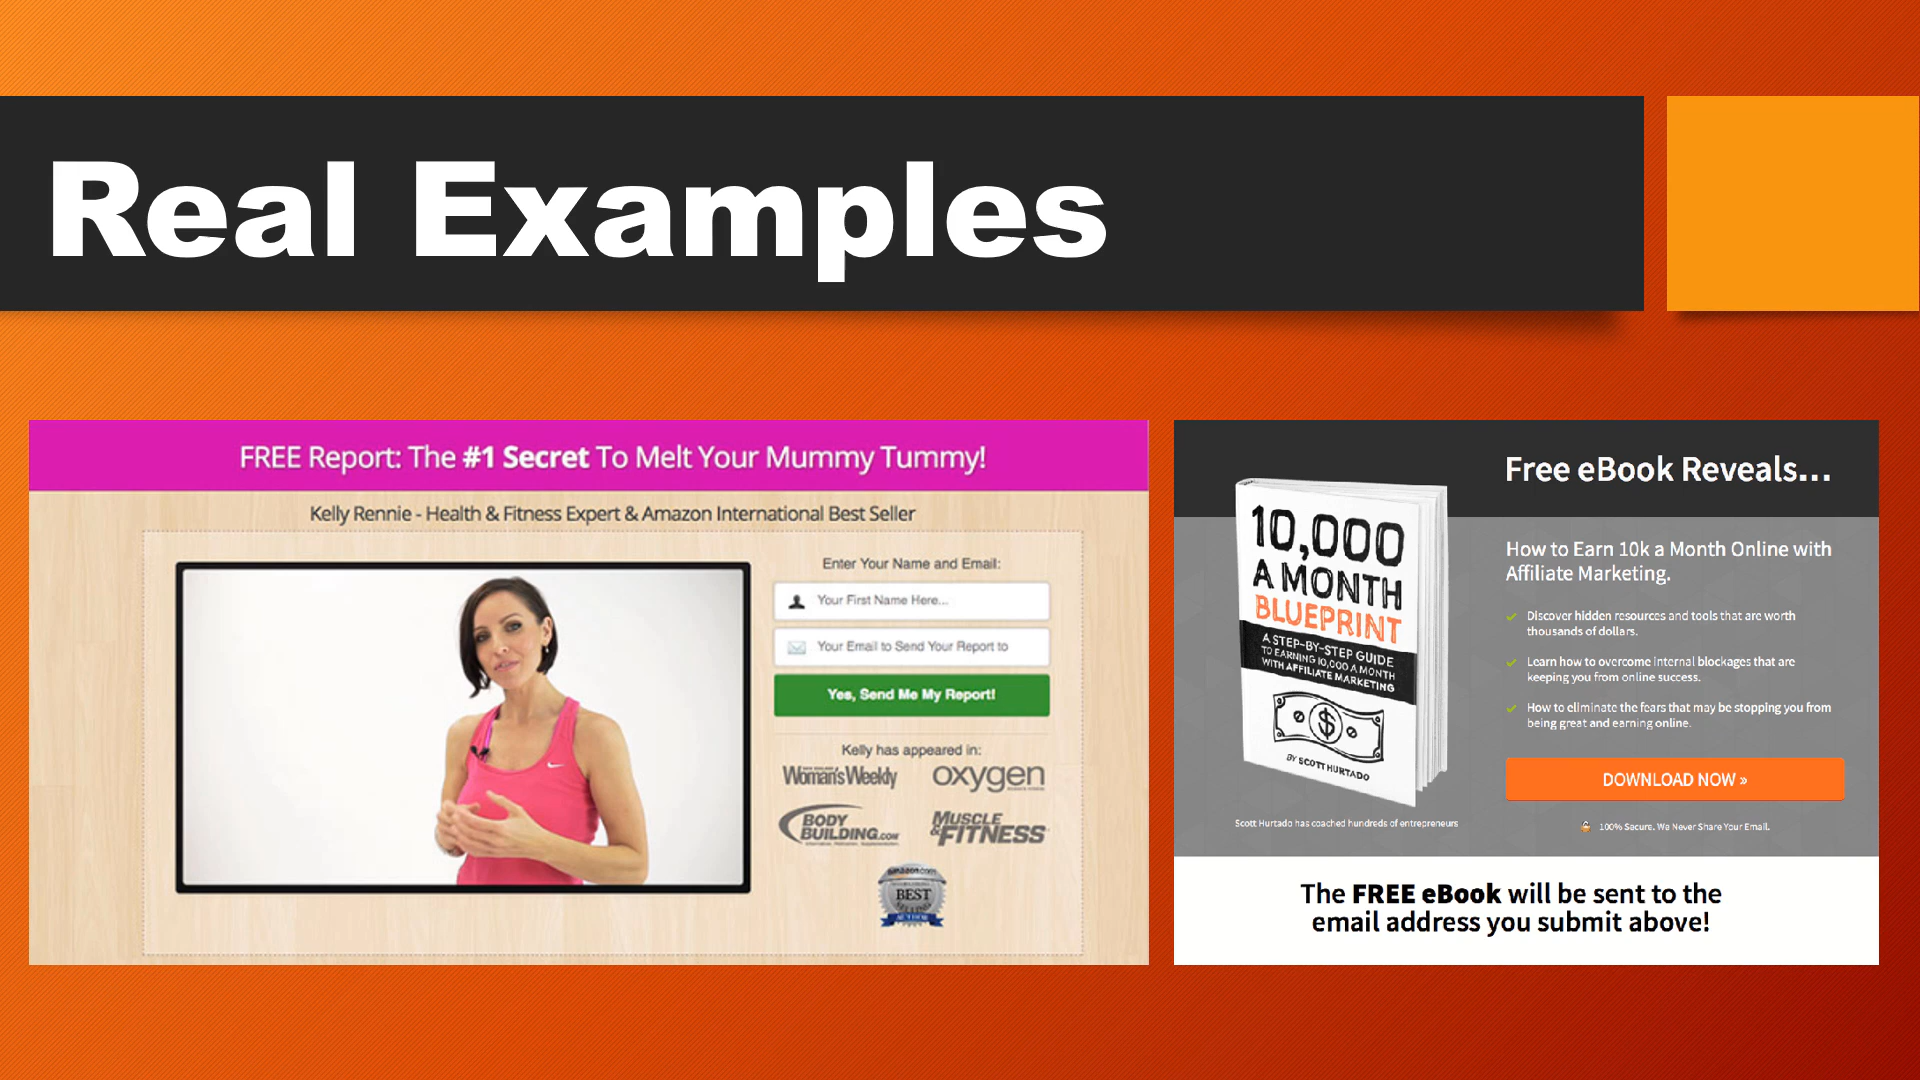 Real Examples
FREE Report: The #1 Secret To Melt Your Mummy Tummy!
Kelly Rennie - Health & Fitness Expert & Amazon International Best Seller
Enter Your Name and Email:
Your First Name Here...
Your Email to Send Your Report to
Yes, Send Me My Report!
Kelly has appeared in:
Woman's Weekly
oxygen
BODY
BUILDING.com
MUSCLE
& FITNESS
amazon.com
BEST
SELLING
AUTHOR
Free eBook Reveals...
10,000
A MONTH
BLUEPRINT
A STEP-BY-STEP GUIDE
TO EARNING 10,000 A MONTH
WITH AFFILIATE MARKETING
$
BY SCOTT HURTADO
Scott Hurtado has coached hundreds of entrepreneurs
How to Earn 10k a Month Online with
Affiliate Marketing.
Discover hidden resources and tools that are worth
thousands of dollars.
Learn how to overcome internal blockages that are
keeping you from online success.
How to eliminate the fears that may be stopping you from
being great and earning online.
DOWNLOAD NOW »
100% Secure. We Never Share Your Email.
The FREE eBook will be sent to the
email address you submit above!